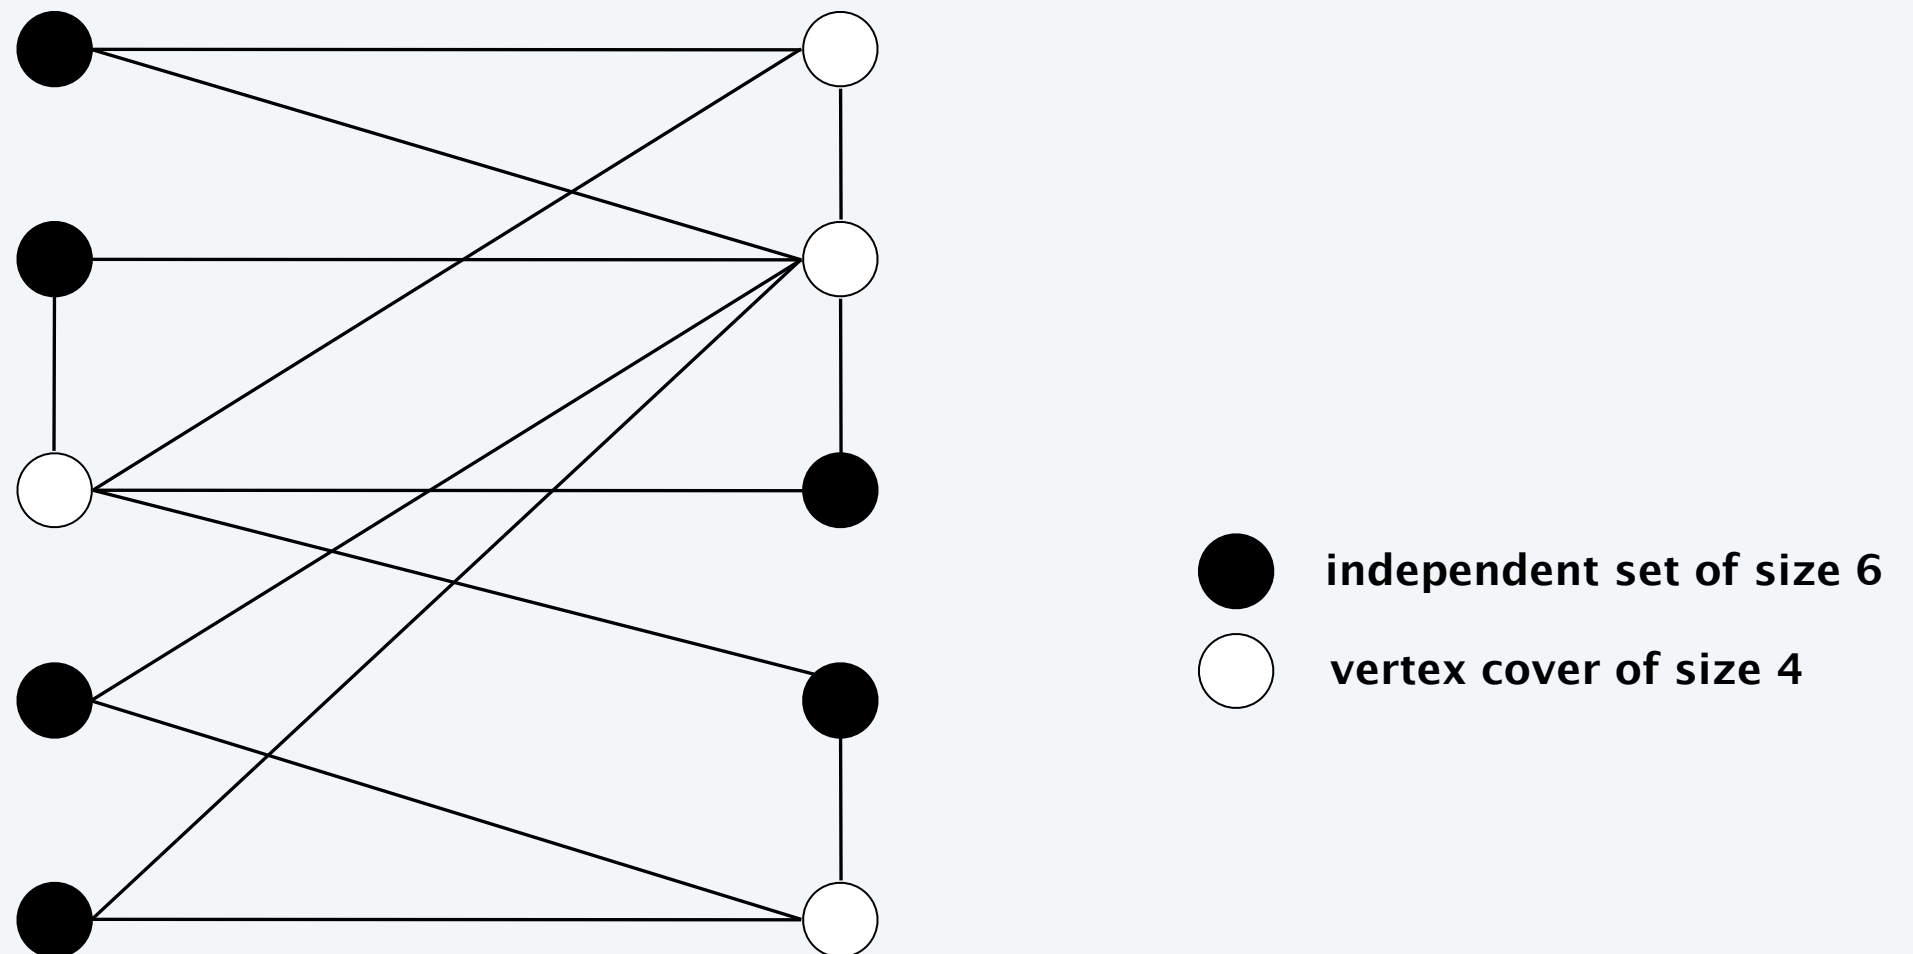 independent set of size 6
vertex cover of size 4